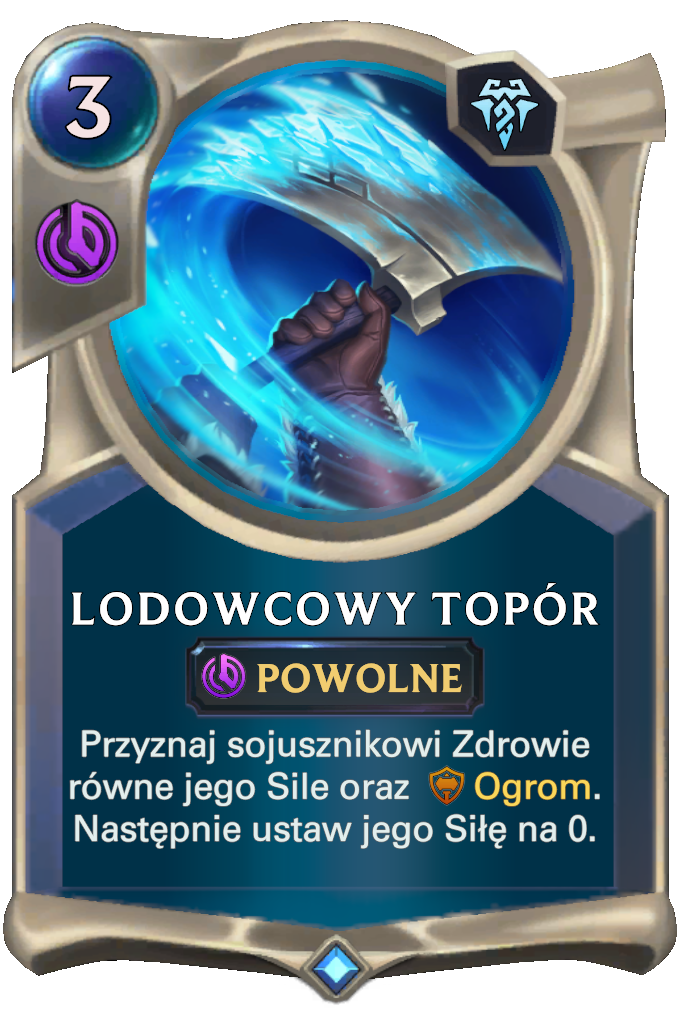 3
LODOWCOWY TOPÓR
POWOLNE
Przyznaj sojusznikowi Zdrowie
równe jego Sile oraz Ogrom.
Następnie ustaw jego Siłę na 0.